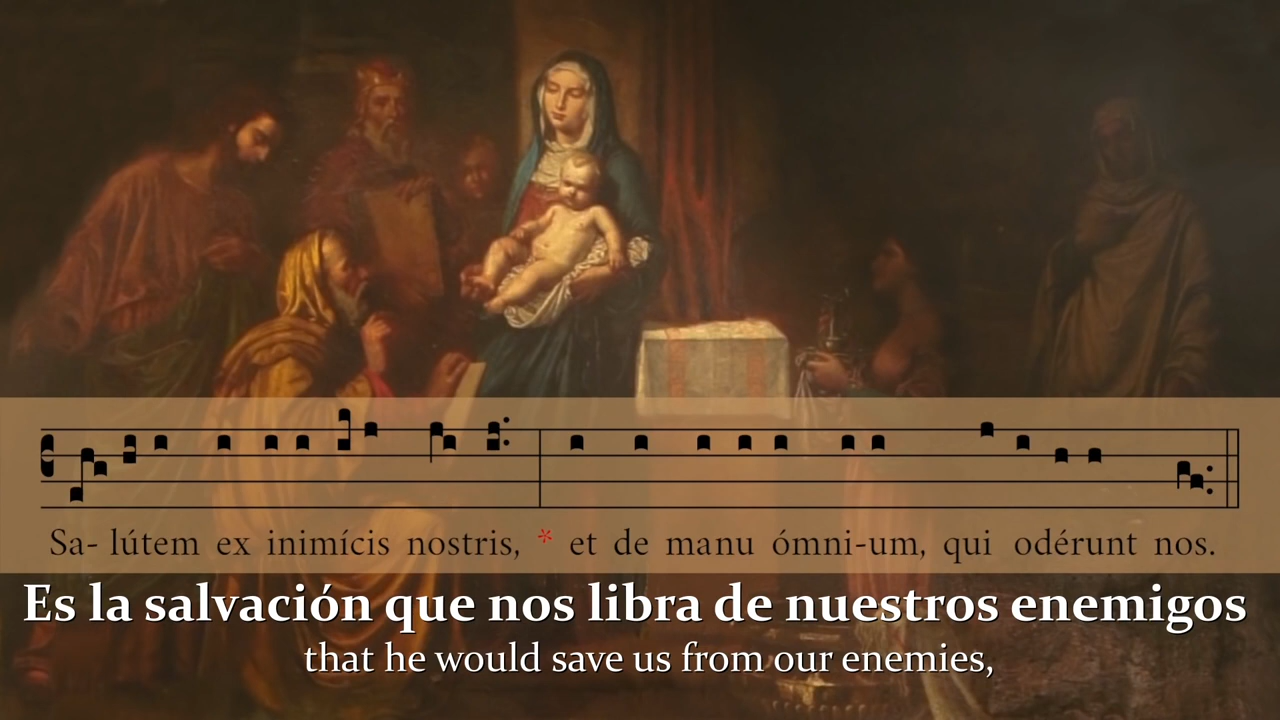 Sa- lútem ex inimícis nostris, * et de manu ómni-um, qui odérunt nos.
Es la salvación que nos libra de nuestros enemigos
that he would save us from our enemies,